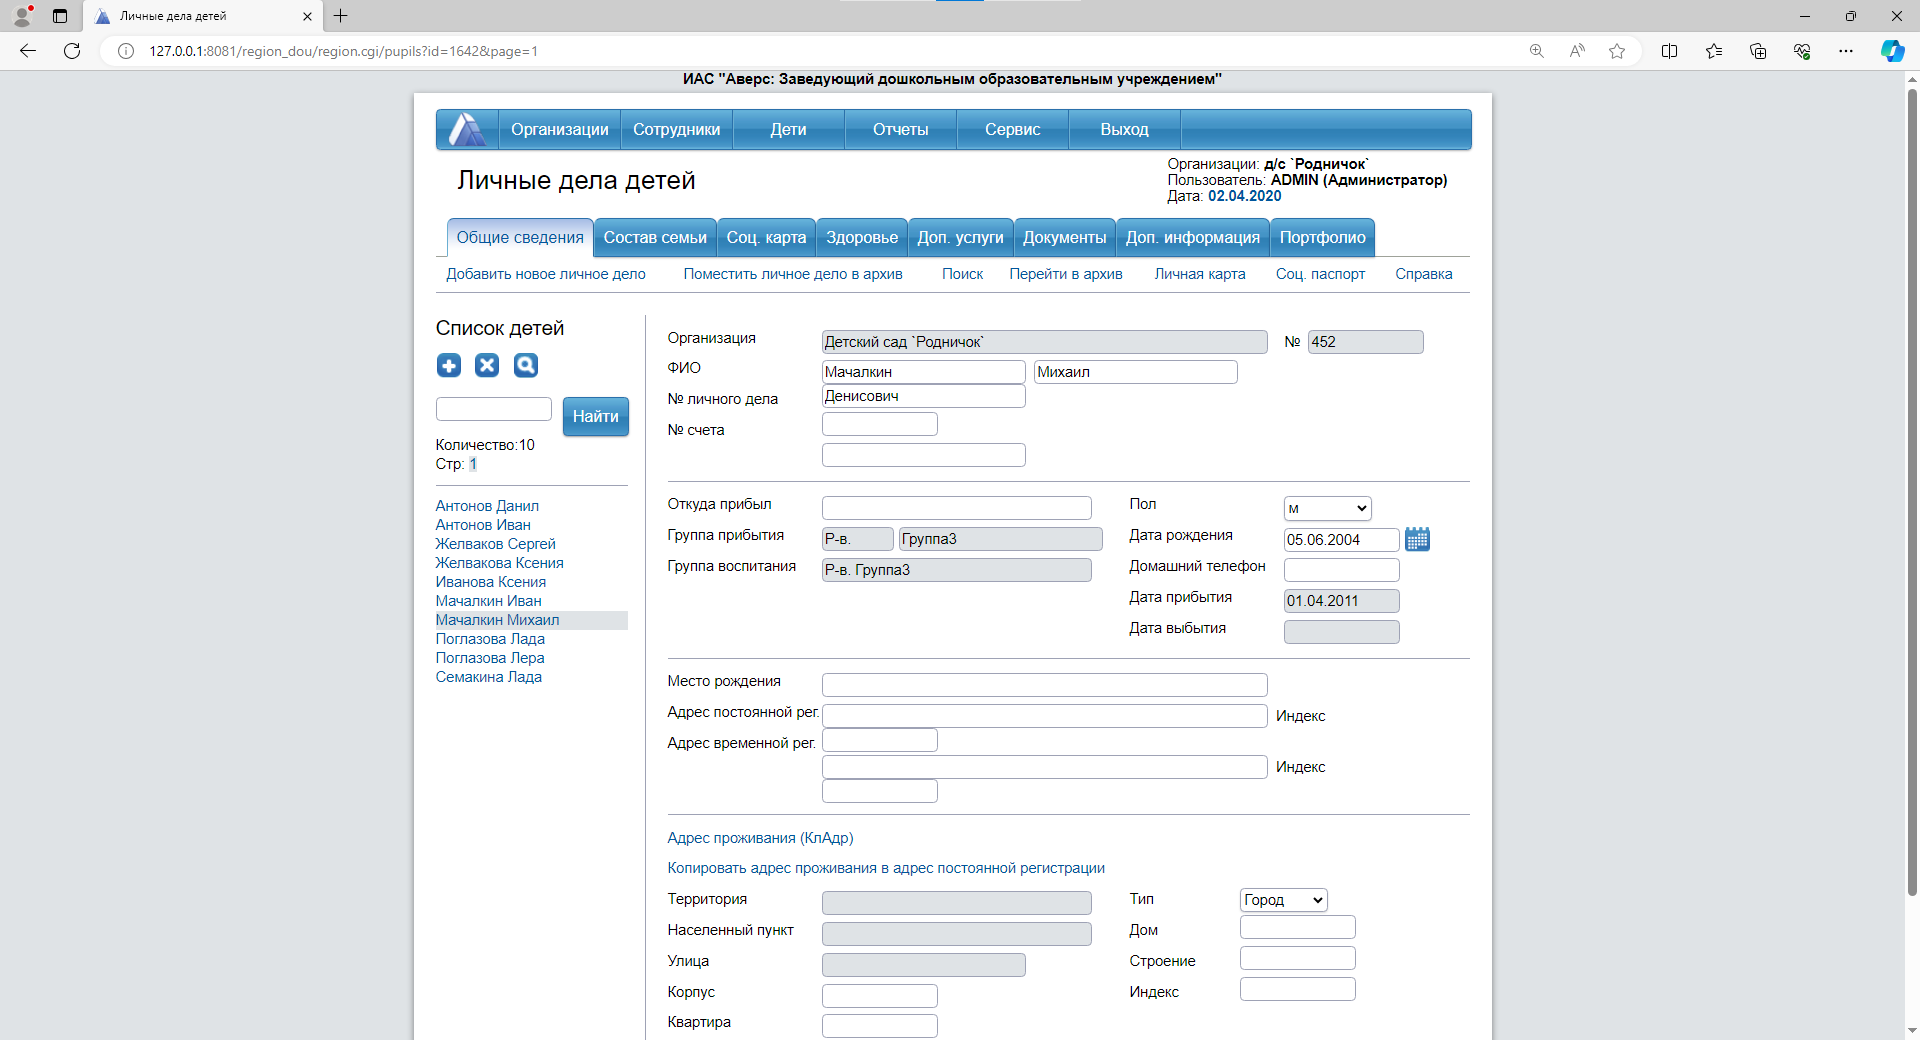 Личные дела детей
127.0.0.1:8081/region_dou/region.cgi/pupils?id=1642&page=1
ИАС "Аверс: Заведующий дошкольным образовательным учреждением"
Организации Сотрудники Дети Отчеты Сервис Выход
Личные дела детей
Организации: д/с `Родничок`
Пользователь: ADMIN (Администратор)
Дата: 02.04.2020
Общие сведения Состав семьи Соц. карта Здоровье Доп. услуги Документы Доп. информация Портфолио
Добавить новое личное дело Поместить личное дело в архив Поиск Перейти в архив Личная карта Соц. паспорт Справка
Список детей
Найти
Количество:10
Стр: 1
Антонов Данил
Антонов Иван
Желваков Сергей
Желвакова Ксения
Иванова Ксения
Мачалкин Иван
Мачалкин Михаил
Поглазова Лада
Поглазова Лера
Семакина Лада
Организация Детский сад `Родничок` № 452
ФИО Мачалкин Михаил
№ личного дела Денисович
№ счета
Откуда прибыл Пол м
Группа прибытия Р-в. Группа3 Дата рождения 05.06.2004
Группа воспитания Р-в. Группа3 Домашний телефон
Дата прибытия 01.04.2011
Дата выбытия
Место рождения
Адрес постоянной рег. Индекс
Адрес временной рег.
Индекс
Адрес проживания (КлАдр)
Копировать адрес проживания в адрес постоянной регистрации
Территория Тип Город
Населенный пункт Дом
Улица Строение
Корпус Индекс
Квартира